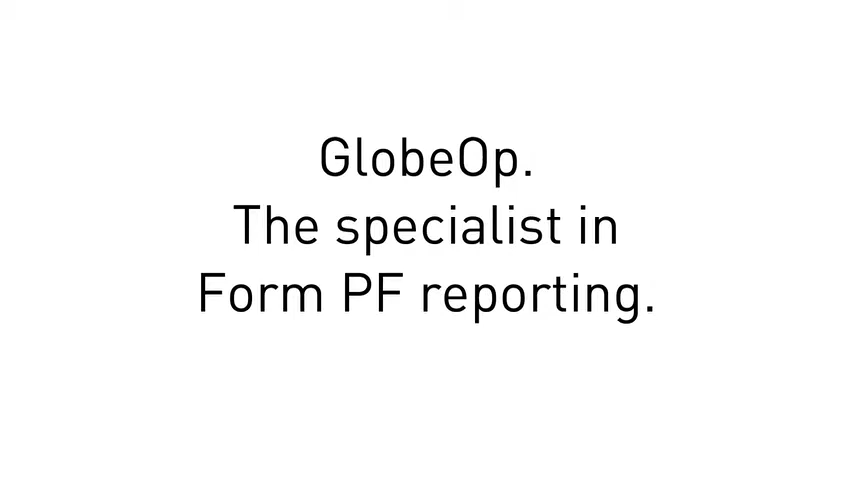 GlobeOp.
The specialist in
Form PF reporting.